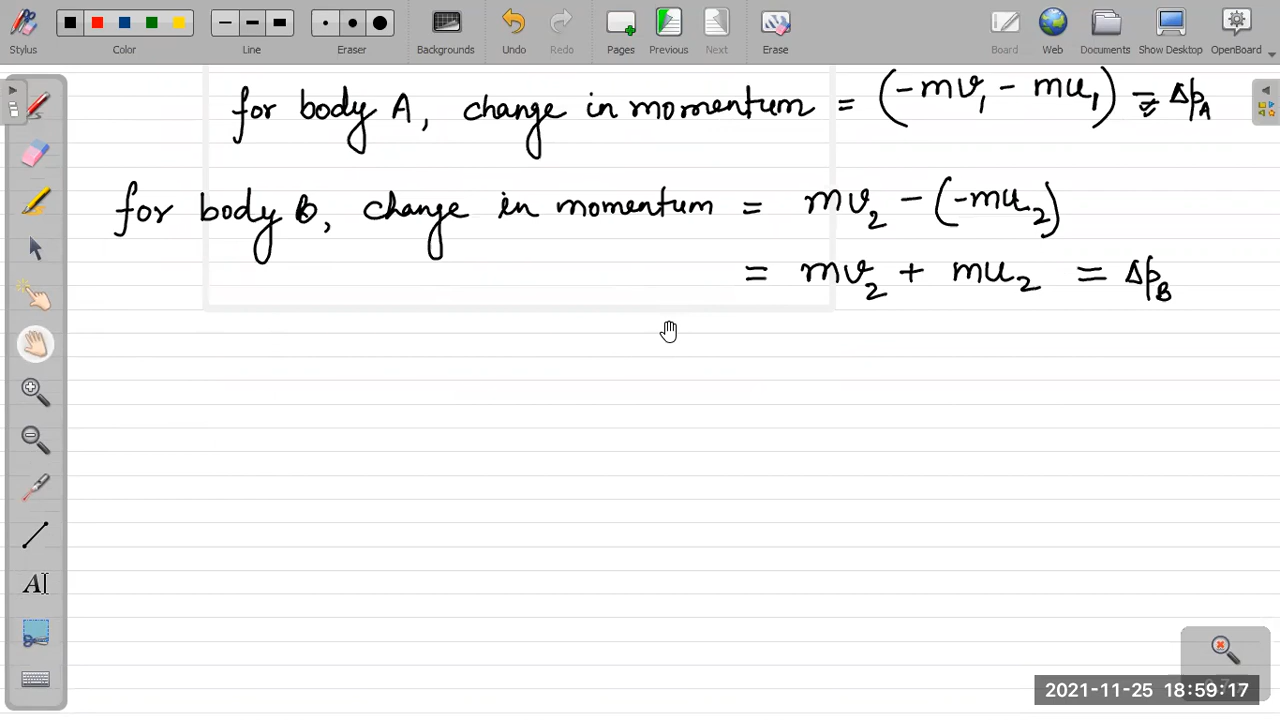 Stylus Color Line Eraser Backgrounds Undo Redo Pages Previous Next Erase Board Web Documents Show Desktop OpenBoard
for body A, change in momentum = (-mv₁ - mu₁) = Δp_A
for body B, change in momentum = mv₂ - (-mu₂)
= mv₂ + mu₂ = Δp_B
A
2021-11-25 18:59:17